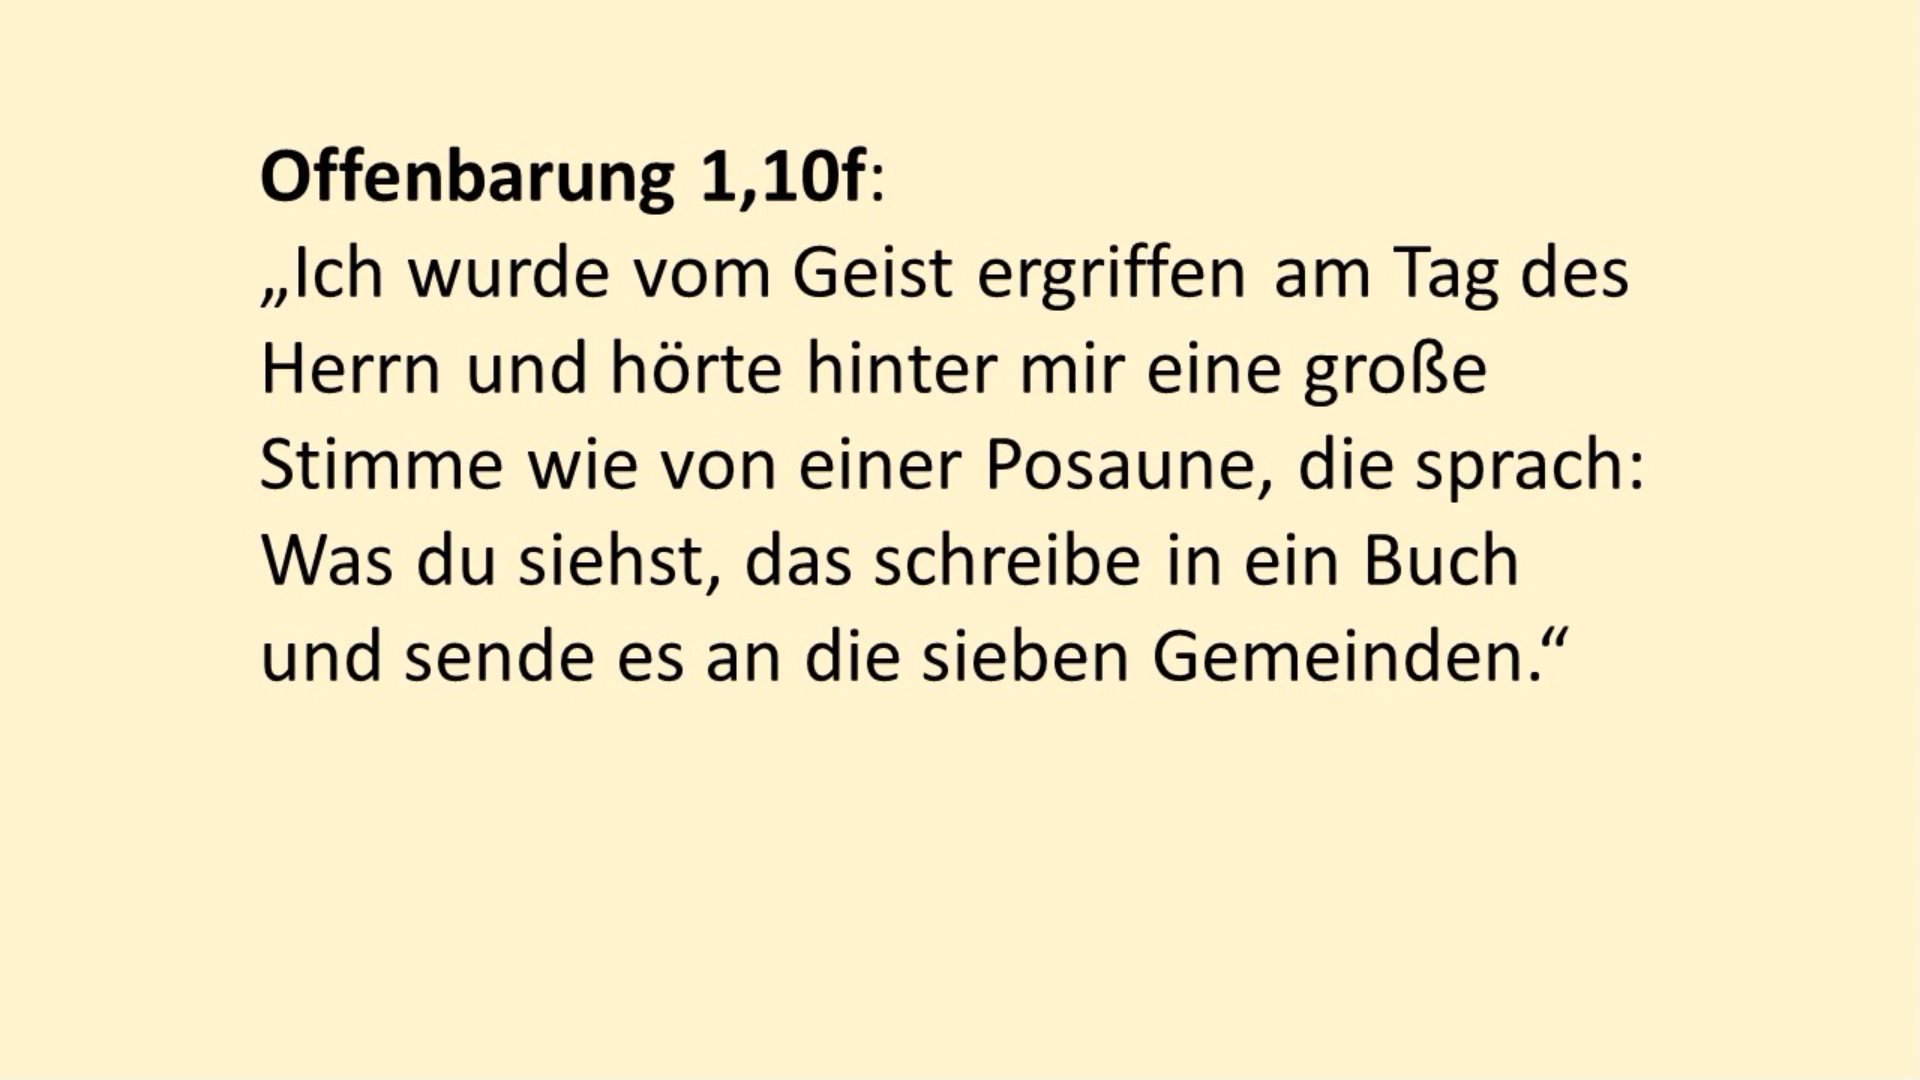 Offenbarung 1,10f:
„Ich wurde vom Geist ergriffen am Tag des
Herrn und hörte hinter mir eine große
Stimme wie von einer Posaune, die sprach:
Was du siehst, das schreibe in ein Buch
und sende es an die sieben Gemeinden.“